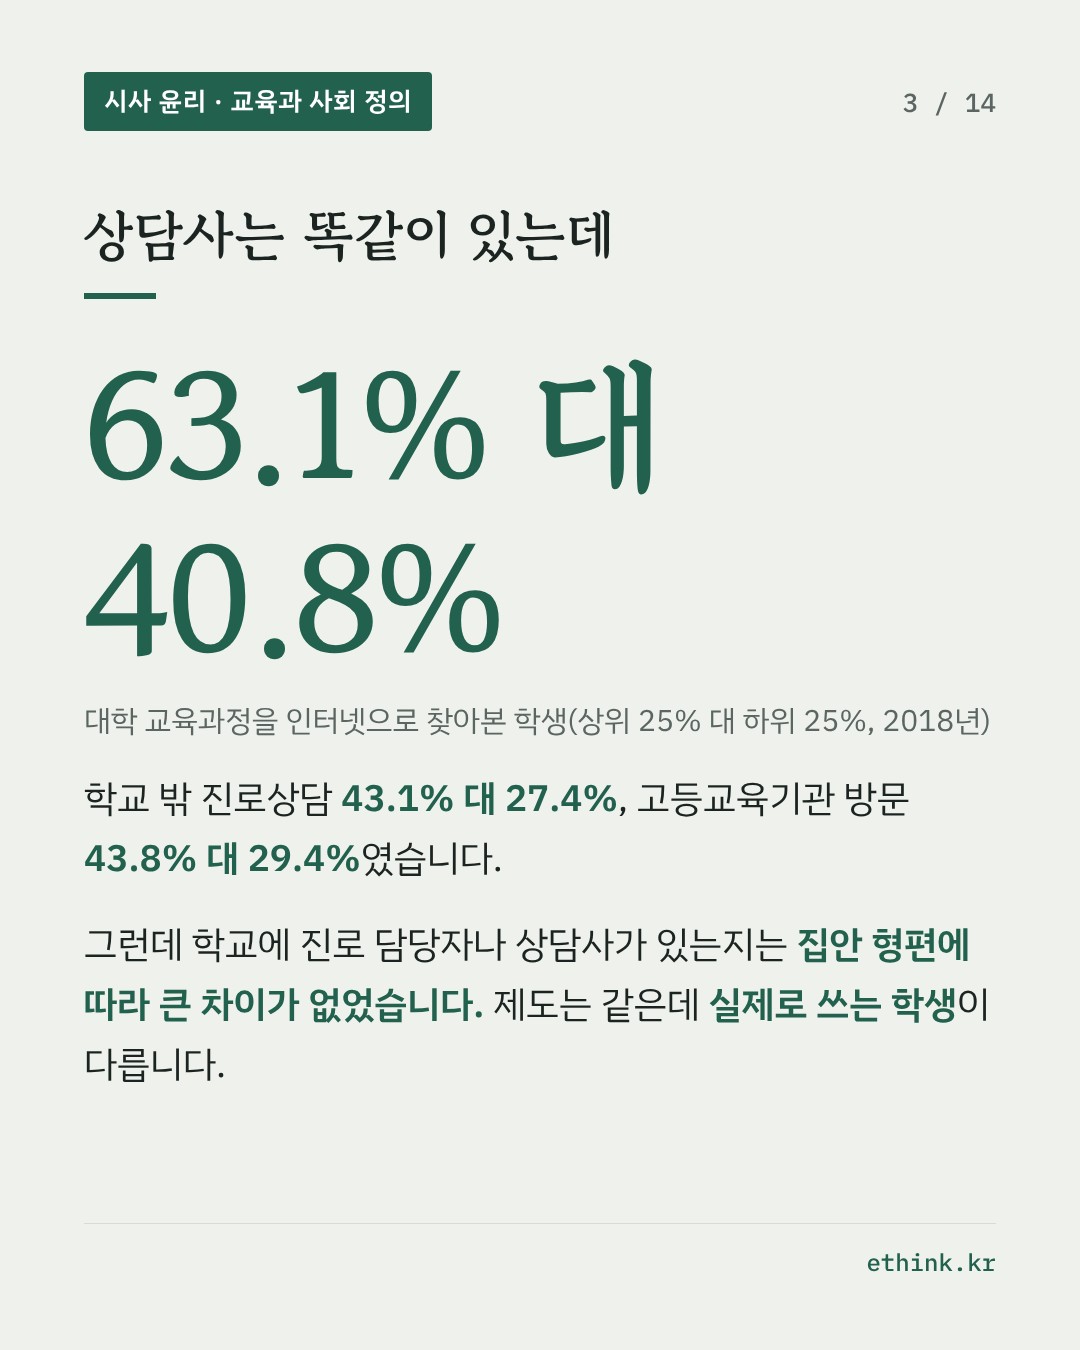 시사 윤리 · 교육과 사회 정의
3 / 14
상담사는 똑같이 있는데
63.1% 대
40.8%
대학 교육과정을 인터넷으로 찾아본 학생(상위 25% 대 하위 25%, 2018년)
학교 밖 진로상담 43.1% 대 27.4%, 고등교육기관 방문
43.8% 대 29.4%였습니다.
그런데 학교에 진로 담당자나 상담사가 있는지는 집안 형편에
따라 큰 차이가 없었습니다. 제도는 같은데 실제로 쓰는 학생이
다릅니다.
ethink.kr